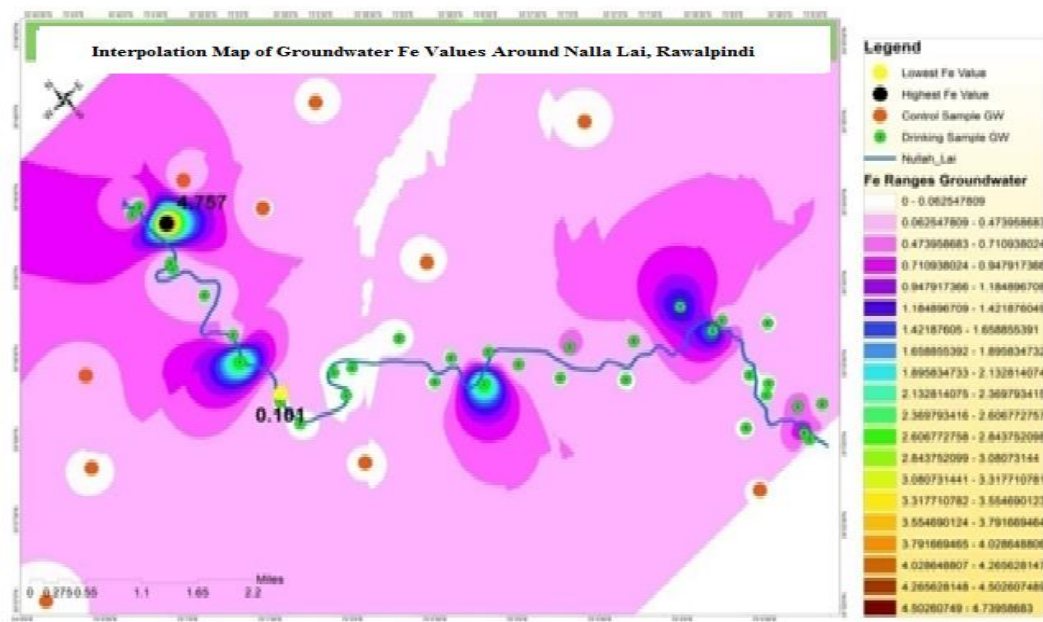 Interpolation Map of Groundwater Fe Values Around Nalla Lai, Rawalpindi
N
E
W
S
4.757
0.101
Miles
0 0.275 0.55 1.1 1.65 2.2
Legend
Lowest Fe Value
Highest Fe Value
Control Sample GW
Drinking Sample GW
Nullah_Lai
Fe Ranges Groundwater
0 - 0.062547809
0.062547809 - 0.473958683
0.473958683 - 0.710938024
0.710938024 - 0.947917366
0.947917366 - 1.184896708
1.184896709 - 1.421876049
1.42187605 - 1.658855391
1.658855392 - 1.895834732
1.895834733 - 2.132814074
2.132814075 - 2.369793415
2.369793416 - 2.606772757
2.606772758 - 2.843752098
2.843752099 - 3.08073144
3.080731441 - 3.317710781
3.317710782 - 3.554690123
3.554690124 - 3.791669464
3.791669465 - 4.028648806
4.028648807 - 4.265628147
4.265628148 - 4.502607489
4.50260749 - 4.73958683